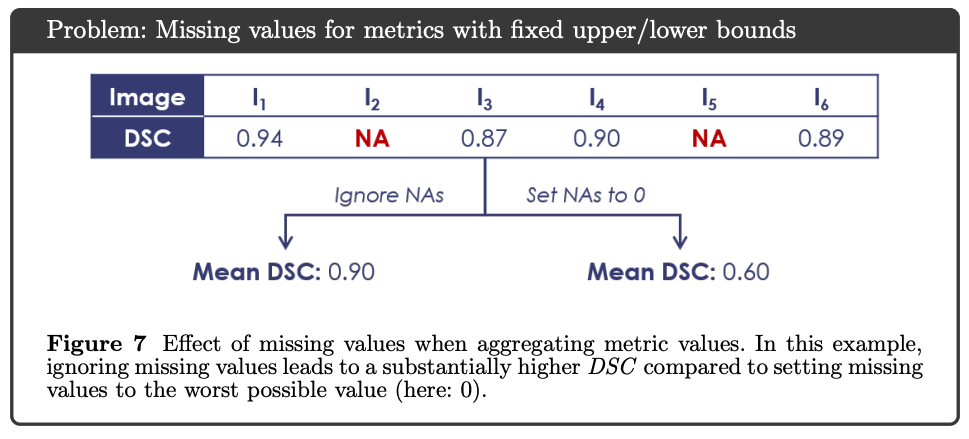 Problem: Missing values for metrics with fixed upper/lower bounds
Image I₁ I₂ I₃ I₄ I₅ I₆
DSC 0.94 NA 0.87 0.90 NA 0.89
Ignore NAs Set NAs to 0
Mean DSC: 0.90 Mean DSC: 0.60
Figure 7 Effect of missing values when aggregating metric values. In this example,
ignoring missing values leads to a substantially higher DSC compared to setting missing
values to the worst possible value (here: 0).